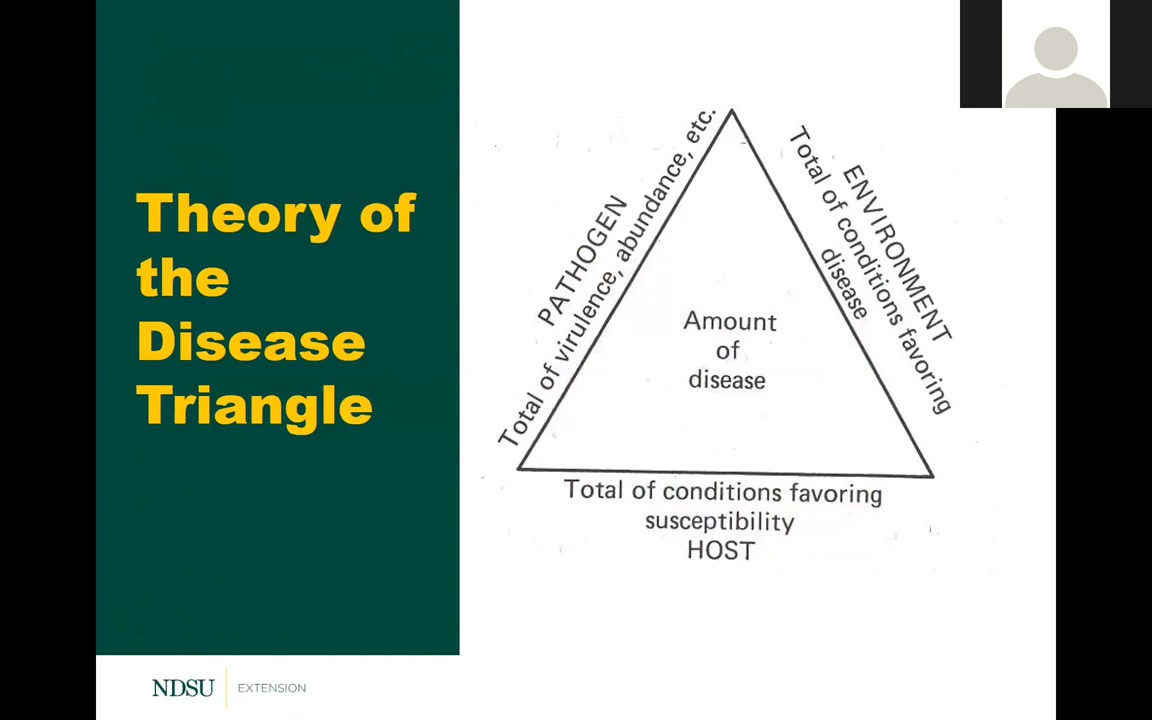 Theory of
the
Disease
Triangle
PATHOGEN
Total of virulence, abundance, etc.
ENVIRONMENT
Total of conditions favoring
disease
Amount
of
disease
Total of conditions favoring
susceptibility
HOST
NDSU
EXTENSION